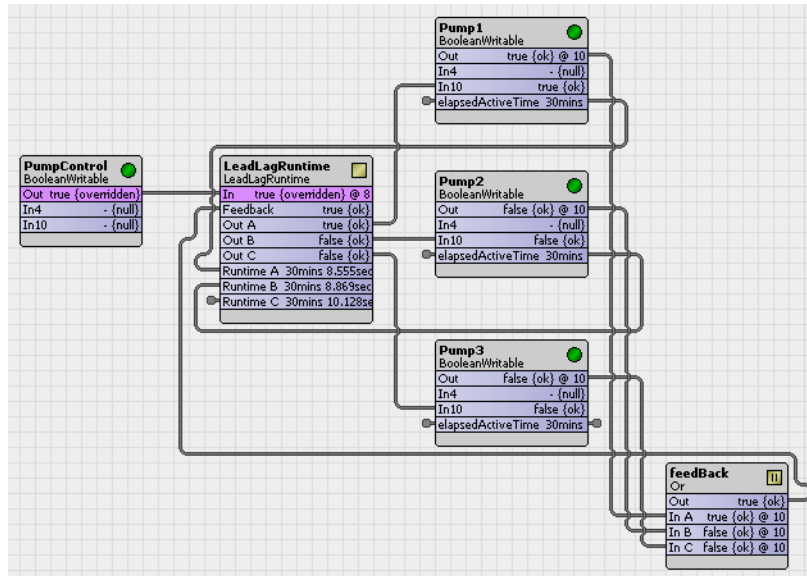 Pump1
BooleanWritable
Out true {ok} @ 10
In4 - {null}
In10 true {ok}
elapsedActiveTime 30mins
PumpControl
BooleanWritable
Out true {overridden}
In4 - {null}
In10 - {null}
LeadLagRuntime
LeadLagRuntime
In true {overridden} @ 8
Feedback true {ok}
Out A true {ok}
Out B false {ok}
Out C false {ok}
Runtime A 30mins 8.555sec
Runtime B 30mins 8.869sec
Runtime C 30mins 10.128se
Pump2
BooleanWritable
Out false {ok} @ 10
In4 - {null}
In10 false {ok}
elapsedActiveTime 30mins
Pump3
BooleanWritable
Out false {ok} @ 10
In4 - {null}
In10 false {ok}
elapsedActiveTime 30mins
feedBack
Or
Out true {ok}
In A true {ok} @ 10
In B false {ok} @ 10
In C false {ok} @ 10